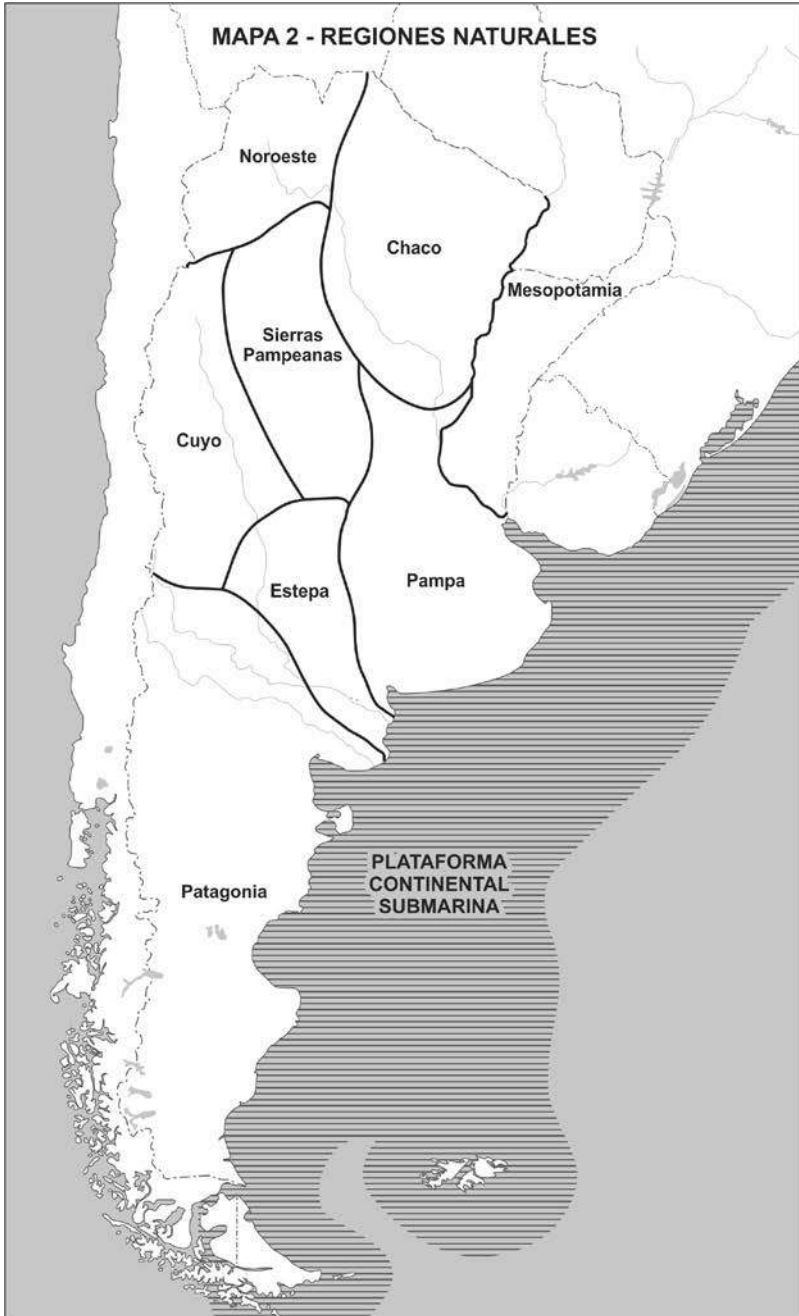 MAPA 2 - REGIONES NATURALES
Noroeste
Chaco
Mesopotamia
Sierras
Pampeanas
Cuyo
Estepa
Pampa
PLATAFORMA
CONTINENTAL
SUBMARINA
Patagonia